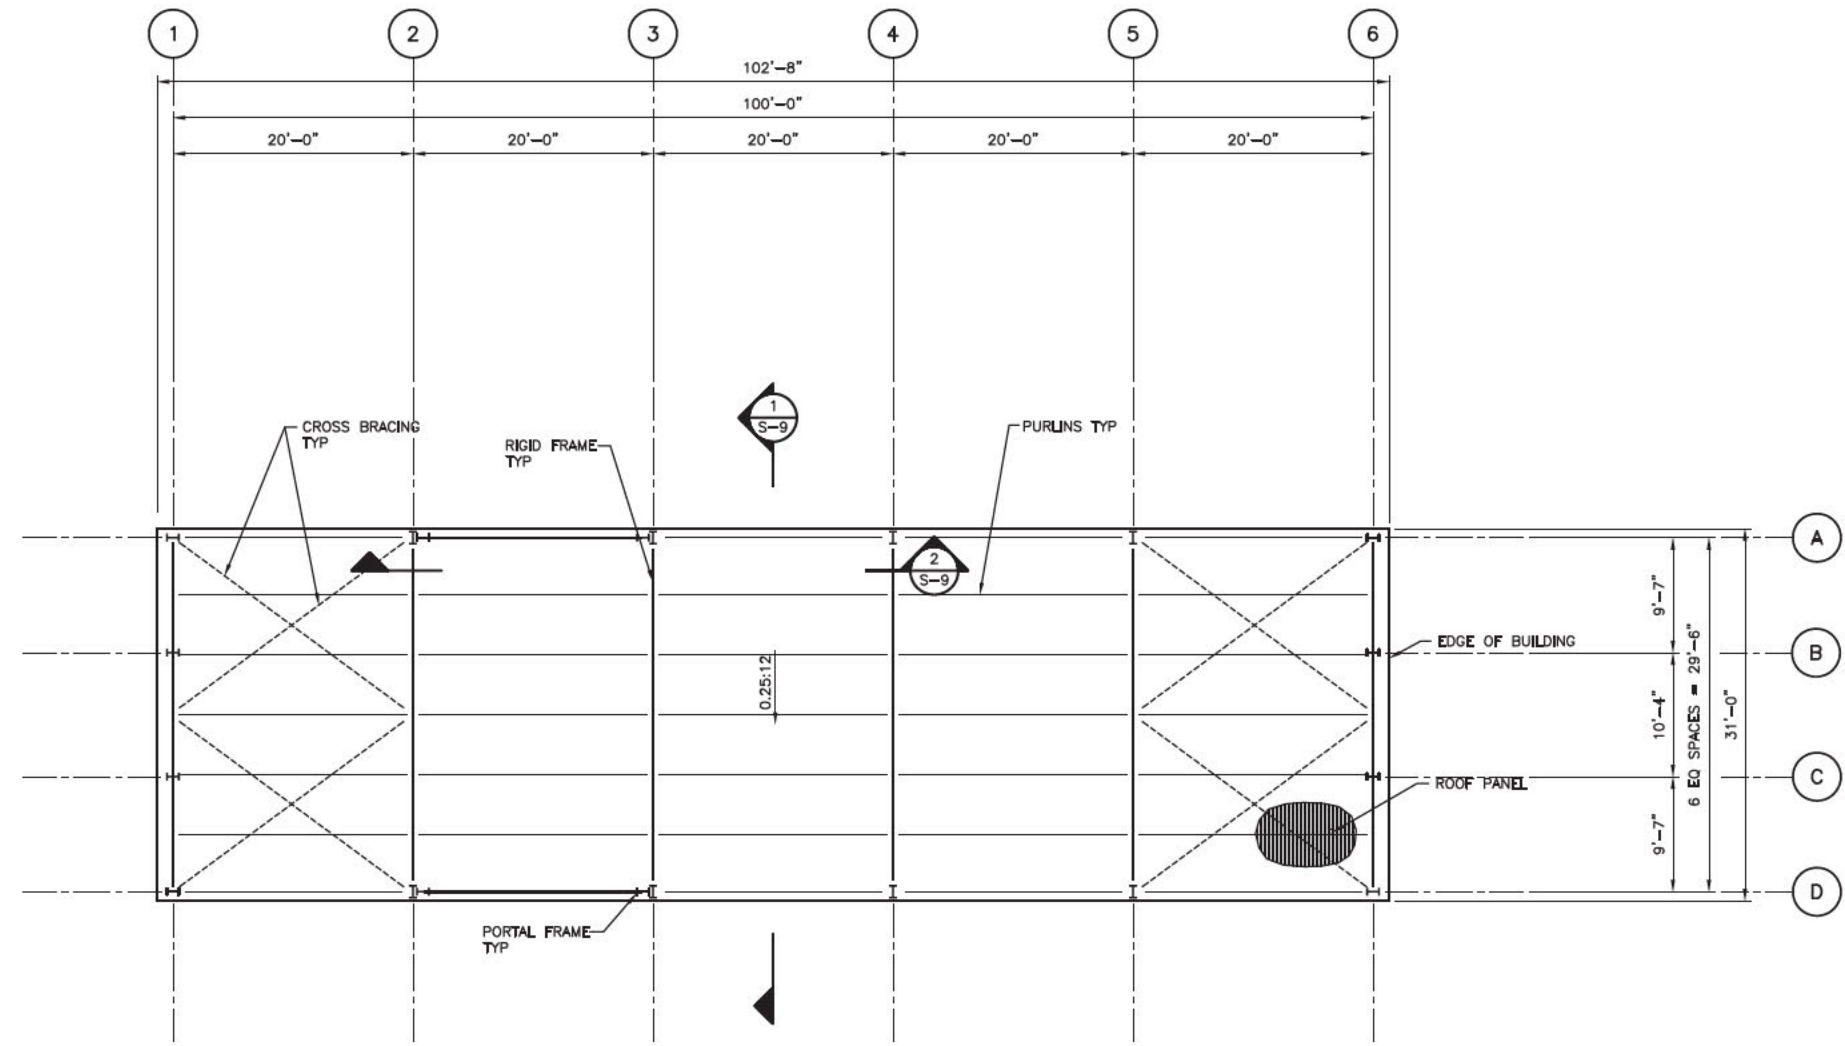 1
2
3
4
5
6
102'-8"
100'-0"
20'-0"
20'-0"
20'-0"
20'-0"
20'-0"
1
S-9
CROSS BRACING
TYP
RIGID FRAME
TYP
PURLINS TYP
A
2
S-9
9'-7"
EDGE OF BUILDING
B
0.25:12
10'-4"
6 EQ SPACES = 29'-6"
31'-0"
C
ROOF PANEL
9'-7"
D
PORTAL FRAME
TYP